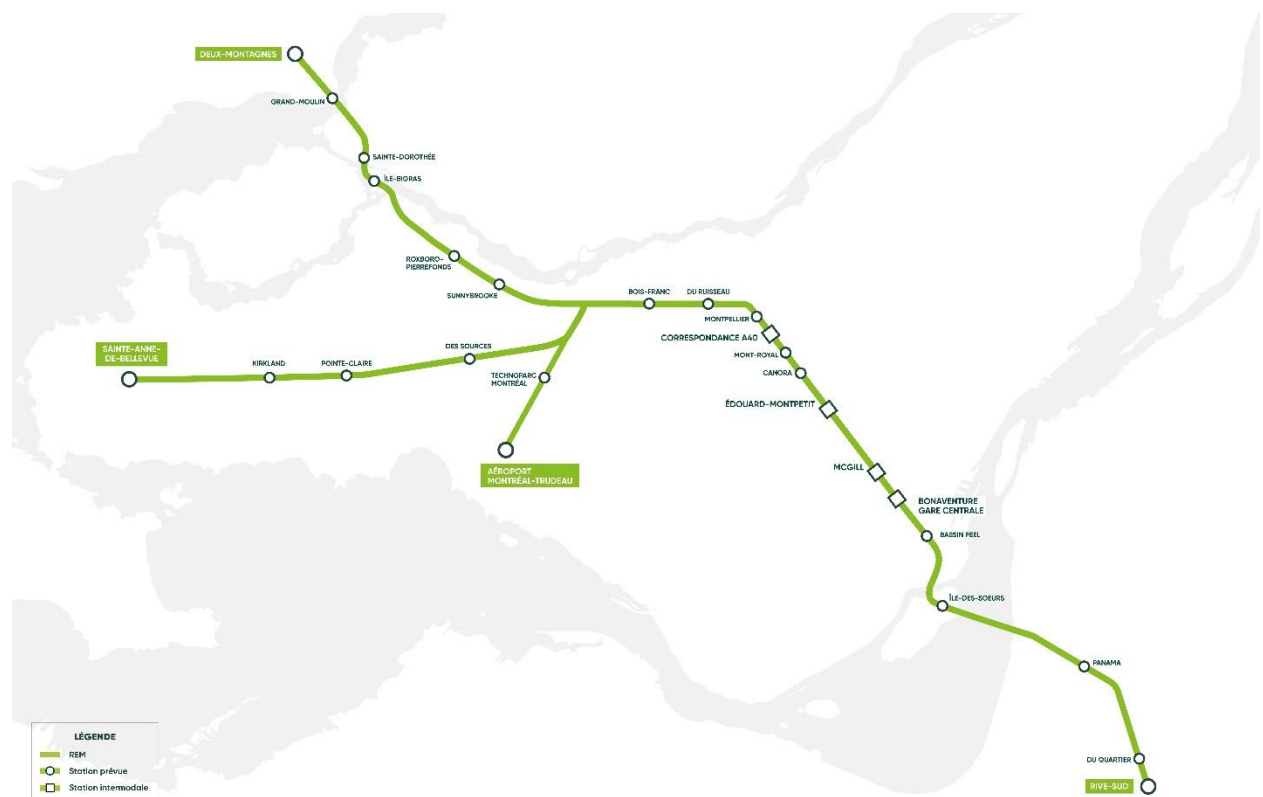 DEUX-MONTAGNES
GRAND-MOULIN
SAINTE-DOROTHÉE
ÎLE-BIGRAS
ROXBORO-
PIERREFONDS
SUNNYBROOKE
BOIS-FRANC
DU RUISSEAU
MONTPELLIER
CORRESPONDANCE A40
MONT-ROYAL
CANORA
ÉDOUARD-MONTPETIT
MCGILL
BONAVENTURE
GARE CENTRALE
BASSIN PEEL
ÎLE-DES-SOEURS
PANAMA
DU QUARTIER
RIVE-SUD
SAINTE-ANNE-
DE-BELLEVUE
KIRKLAND
POINTE-CLAIRE
DES SOURCES
TECHNOPARC
MONTRÉAL
AÉROPORT
MONTRÉAL-TRUDEAU
LÉGENDE
REM
Station prévue
Station intermodale